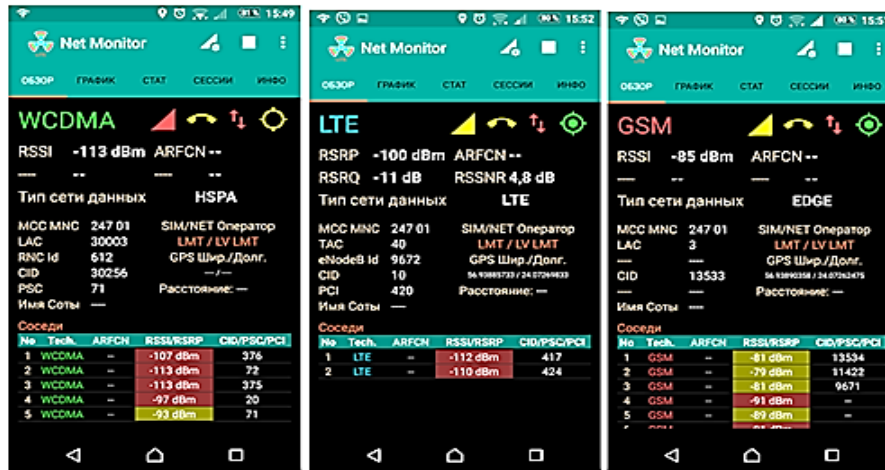 81% 15:49
Net Monitor
ОБЗОР ГРАФИК СТАТ СЕССИИ ИНФО
WCDMA
RSSI -113 dBm ARFCN --
---- --  ---- --
Тип сети данных HSPA
MCC MNC 247 01 SIM/NET Оператор
LAC 30003 LMT / LV LMT
RNC Id 612 GPS Шир./Долг.
CID 30256 --/--
PSC 71 Расстояние: --
Имя Соты ----
Соседи
No Tech. ARFCN RSSI/RSRP CID/PSC/PCI
1 WCDMA -- -107 dBm 376
2 WCDMA -- -113 dBm 72
3 WCDMA -- -113 dBm 375
4 WCDMA -- -97 dBm 20
5 WCDMA -- -93 dBm 71
80% 15:52
Net Monitor
ОБЗОР ГРАФИК СТАТ СЕССИИ ИНФО
LTE
RSRP -100 dBm ARFCN --
RSRQ -11 dB RSSNR 4,8 dB
Тип сети данных LTE
MCC MNC 247 01 SIM/NET Оператор
TAC 40 LMT / LV LMT
eNodeB Id 9672 GPS Шир./Долг.
CID 10
PCI 420 Расстояние: --
Имя Соты ----
Соседи
No Tech. ARFCN RSSI/RSRP CID/PSC/PCI
1 LTE -- -112 dBm 417
2 LTE -- -110 dBm 424
Net Monitor
ОБЗОР ГРАФИК СТАТ СЕССИИ ИНФО
GSM
RSSI -85 dBm ARFCN --
---- --  ---- --
Тип сети данных EDGE
MCC MNC 247 01 SIM/NET Оператор
LAC 3 LMT / LV LMT
---- ---- GPS Шир./Долг.
CID 13533
---- ---- Расстояние: --
Имя Соты ----
Соседи
No Tech. ARFCN RSSI/RSRP CID/PSC/PCI
1 GSM -- -81 dBm 13534
2 GSM -- -79 dBm 11422
3 GSM -- -81 dBm 9671
4 GSM -- -91 dBm --
5 GSM -- -89 dBm --